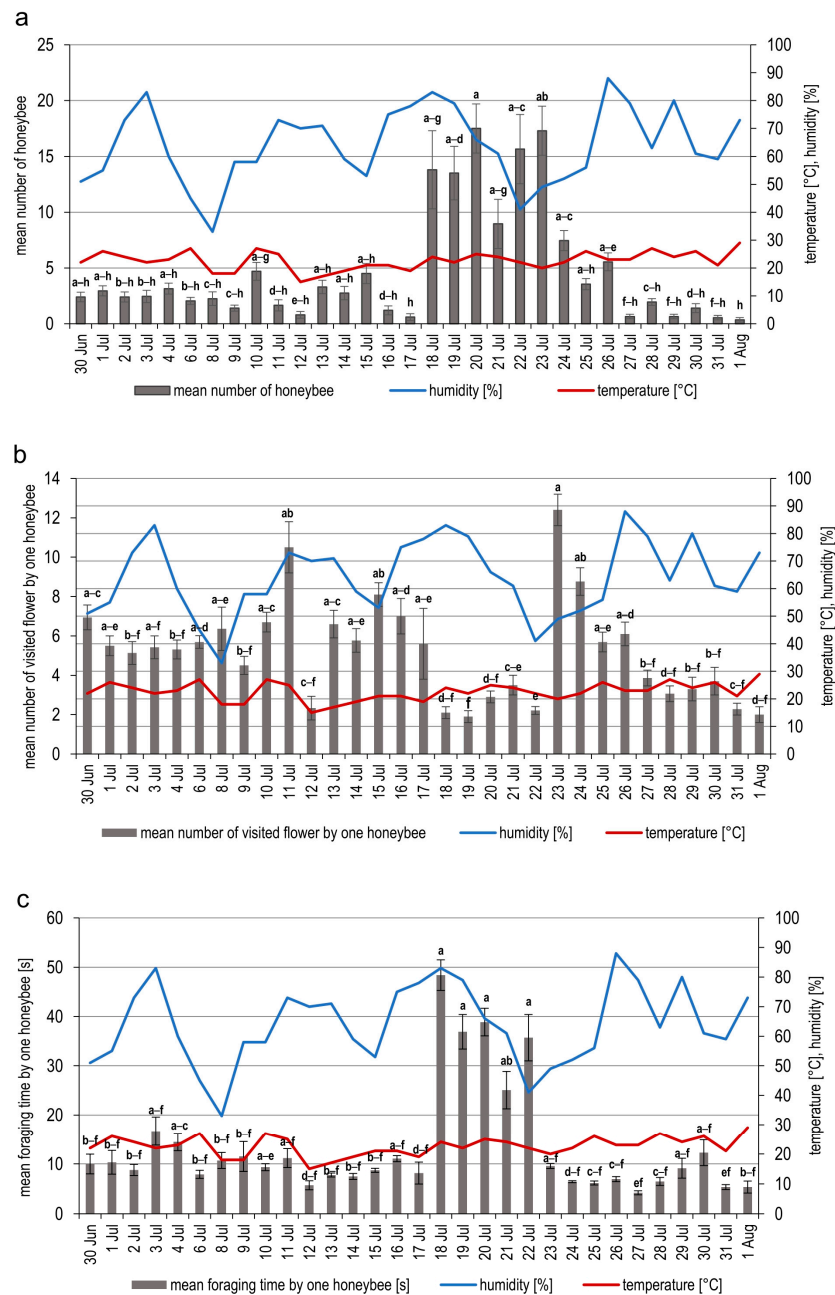 a
25
20
15
10
5
0
mean number of honeybee
100
90
80
70
60
50
40
30
20
10
0
temperature [°C], humidity [%]
a–h
a–h
b–h
b–h
a–h
b–h
c–h
c–h
a–g
d–h
e–h
a–h
a–h
a–h
c–h
h
a–g
a–d
a
a–g
a–c
ab
a–c
a–h
a–e
f–h
d–h
f–h
d–h
f–h
h
30 Jun
1 Jul
2 Jul
3 Jul
4 Jul
6 Jul
8 Jul
9 Jul
10 Jul
11 Jul
12 Jul
13 Jul
14 Jul
15 Jul
16 Jul
17 Jul
18 Jul
19 Jul
20 Jul
21 Jul
22 Jul
23 Jul
24 Jul
25 Jul
26 Jul
27 Jul
28 Jul
29 Jul
30 Jul
31 Jul
1 Aug
mean number of honeybee humidity [%] temperature [°C]
b
14
12
10
8
6
4
2
0
mean number of visited flower by one honeybee
100
90
80
70
60
50
40
30
20
10
0
temperature [°C], humidity [%]
a–c
a–e
b–f
a–f
b–f
a–d
a–e
b–f
a–c
ab
c–f
a–c
a–e
ab
a–c
a–e
d–f
f
d–f
c–e
e
a
ab
a–e
a–d
b–f
d–f
b–f
b–f
c–f
d–f
30 Jun
1 Jul
2 Jul
3 Jul
4 Jul
6 Jul
8 Jul
9 Jul
10 Jul
11 Jul
12 Jul
13 Jul
14 Jul
15 Jul
16 Jul
17 Jul
18 Jul
19 Jul
20 Jul
21 Jul
22 Jul
23 Jul
24 Jul
25 Jul
26 Jul
27 Jul
28 Jul
29 Jul
30 Jul
31 Jul
1 Aug
mean number of visited flower by one honeybee humidity [%] temperature [°C]
c
60
50
40
30
20
10
0
mean foraging time by one honeybee [s]
100
90
80
70
60
50
40
30
20
10
0
temperature [°C], humidity [%]
b–f
b–f
b–f
a–f
a–c
b–f
b–f
b–f
a–e
a–f
d–f
b–f
b–f
b–f
a–f
b–f
a
a
a
ab
a
a–f
d–f
c–f
c–f
ef
c–f
a–f
a–f
ef
b–f
30 Jun
1 Jul
2 Jul
3 Jul
4 Jul
6 Jul
8 Jul
9 Jul
10 Jul
11 Jul
12 Jul
13 Jul
14 Jul
15 Jul
16 Jul
17 Jul
18 Jul
19 Jul
20 Jul
21 Jul
22 Jul
23 Jul
24 Jul
25 Jul
26 Jul
27 Jul
28 Jul
29 Jul
30 Jul
31 Jul
1 Aug
mean foraging time by one honeybee [s] humidity [%] temperature [°C]